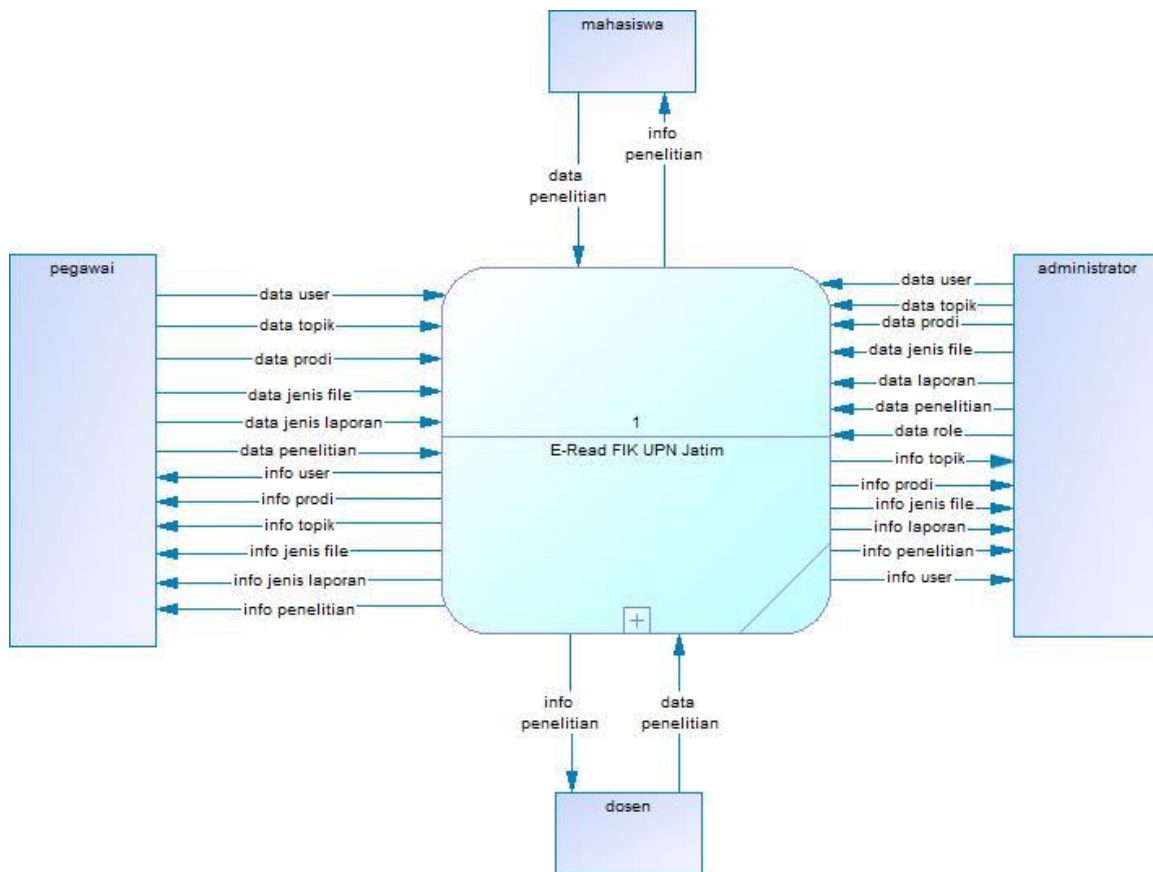 mahasiswa
info
penelitian
data
penelitian
pegawai
data user
data topik
data prodi
data jenis file
data jenis laporan
data penelitian
info user
info prodi
info topik
info jenis file
info jenis laporan
info penelitian
1
E-Read FIK UPN Jatim
administrator
data user
data topik
data prodi
data jenis file
data laporan
data penelitian
data role
info topik
info prodi
info jenis file
info laporan
info penelitian
info user
info
penelitian
data
penelitian
dosen